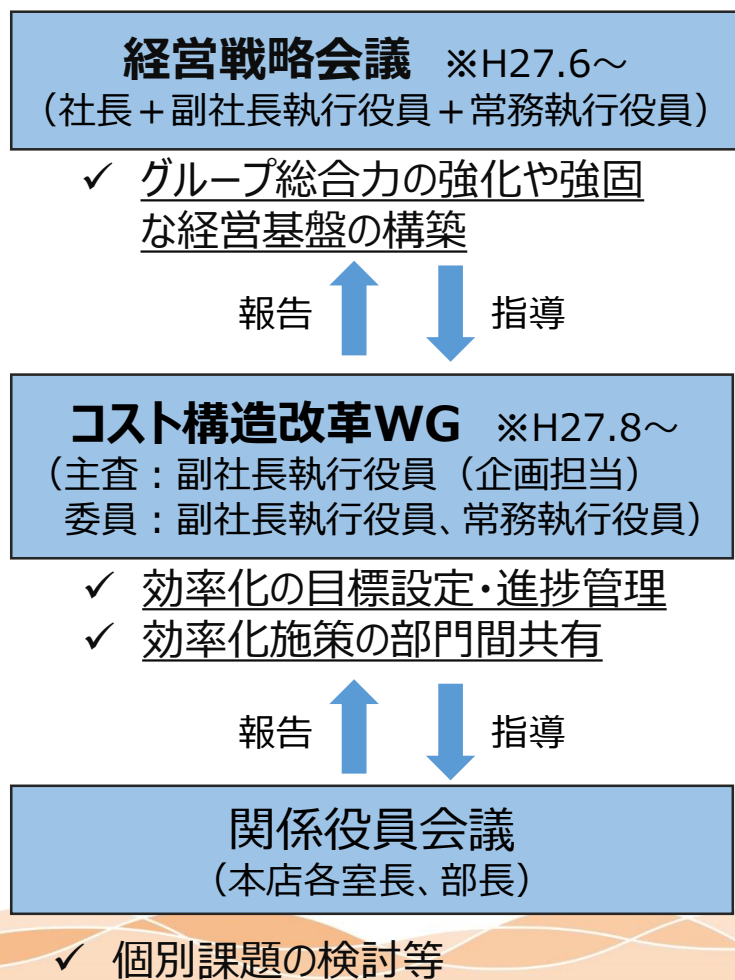 経営戦略会議 ※H27.6～
（社長＋副社長執行役員＋常務執行役員）
✓ グループ総合力の強化や強固
な経営基盤の構築
報告 指導
コスト構造改革WG ※H27.8～
（主査：副社長執行役員（企画担当）
委員：副社長執行役員、常務執行役員）
✓ 効率化の目標設定・進捗管理
✓ 効率化施策の部門間共有
報告 指導
関係役員会議
（本店各室長、部長）
✓ 個別課題の検討等